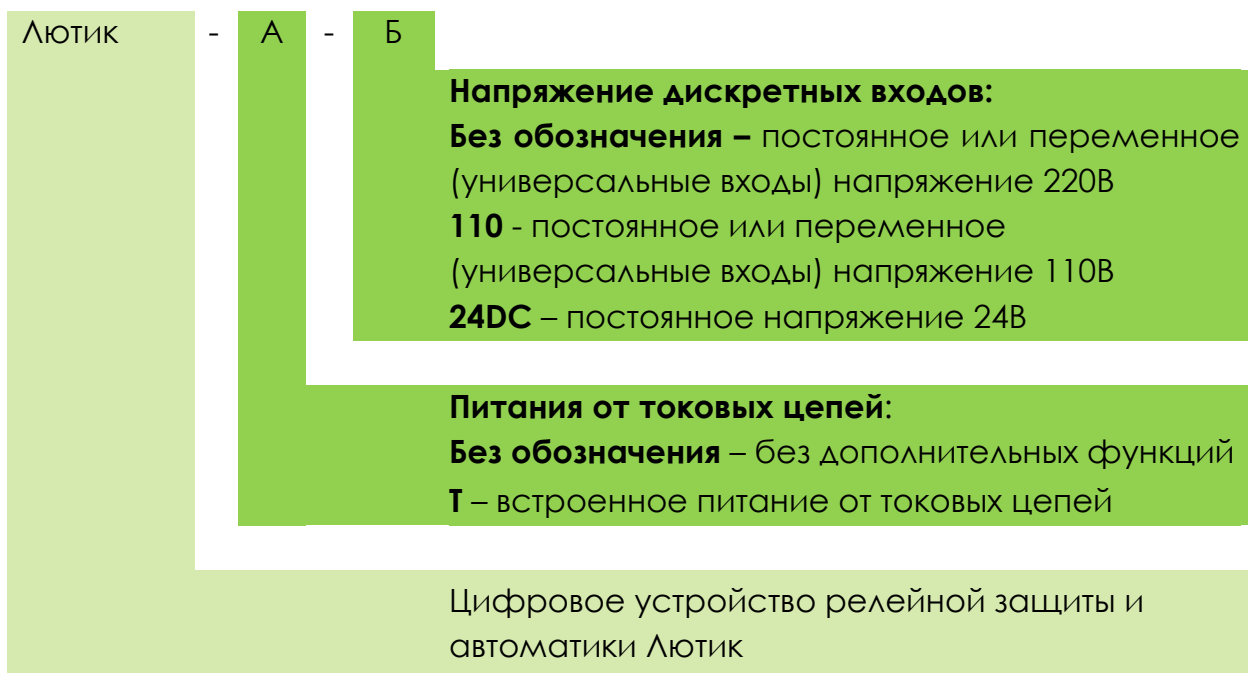 Лютик - А - Б
Напряжение дискретных входов:
Без обозначения – постоянное или переменное
(универсальные входы) напряжение 220В
110 - постоянное или переменное
(универсальные входы) напряжение 110В
24DC – постоянное напряжение 24В
Питания от токовых цепей:
Без обозначения – без дополнительных функций
Т – встроенное питание от токовых цепей
Цифровое устройство релейной защиты и
автоматики Лютик